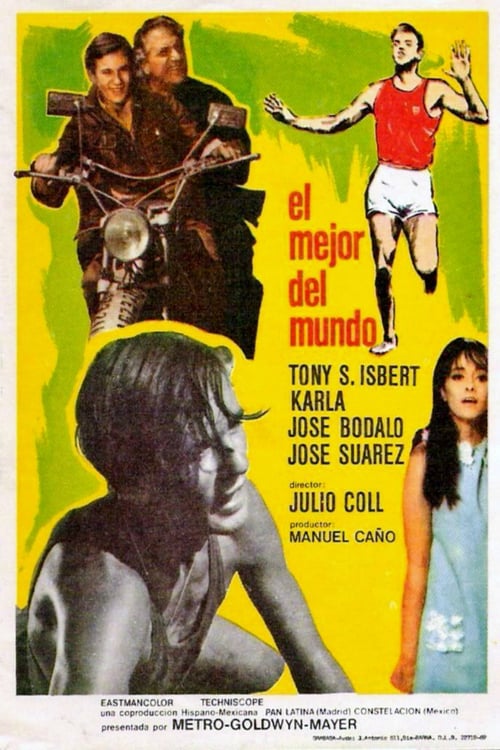 el
mejor
del
mundo
TONY S. ISBERT
KARLA
JOSE BODALO
JOSE SUAREZ
director:
JULIO COLL
productor:
MANUEL CAÑO
EASTMANCOLOR TECHNISCOPE
una coproduccion Hispano-Mexicana PAN LATINA (Madrid) CONSTELACION (Mexico)
presentada por METRO-GOLDWYN-MAYER